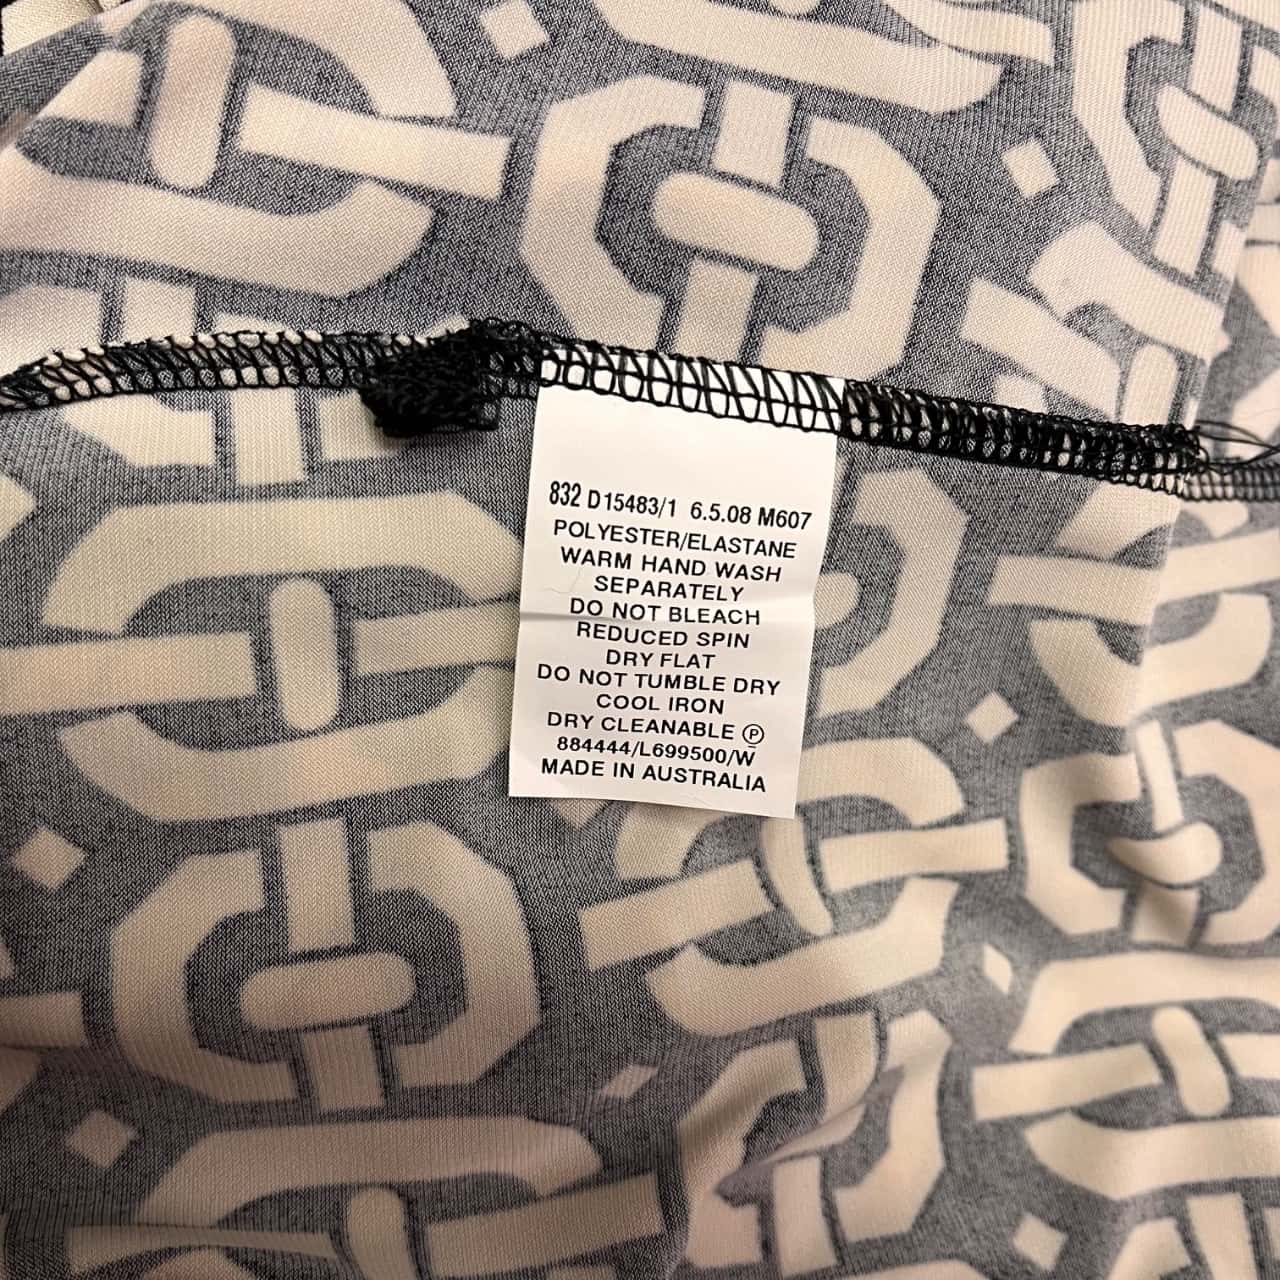 832 D15483/1 6.5.08 M607
POLYESTER/ELASTANE
WARM HAND WASH
SEPARATELY
DO NOT BLEACH
REDUCED SPIN
DRY FLAT
DO NOT TUMBLE DRY
COOL IRON
DRY CLEANABLE Ⓟ
884444/L699500/W
MADE IN AUSTRALIA